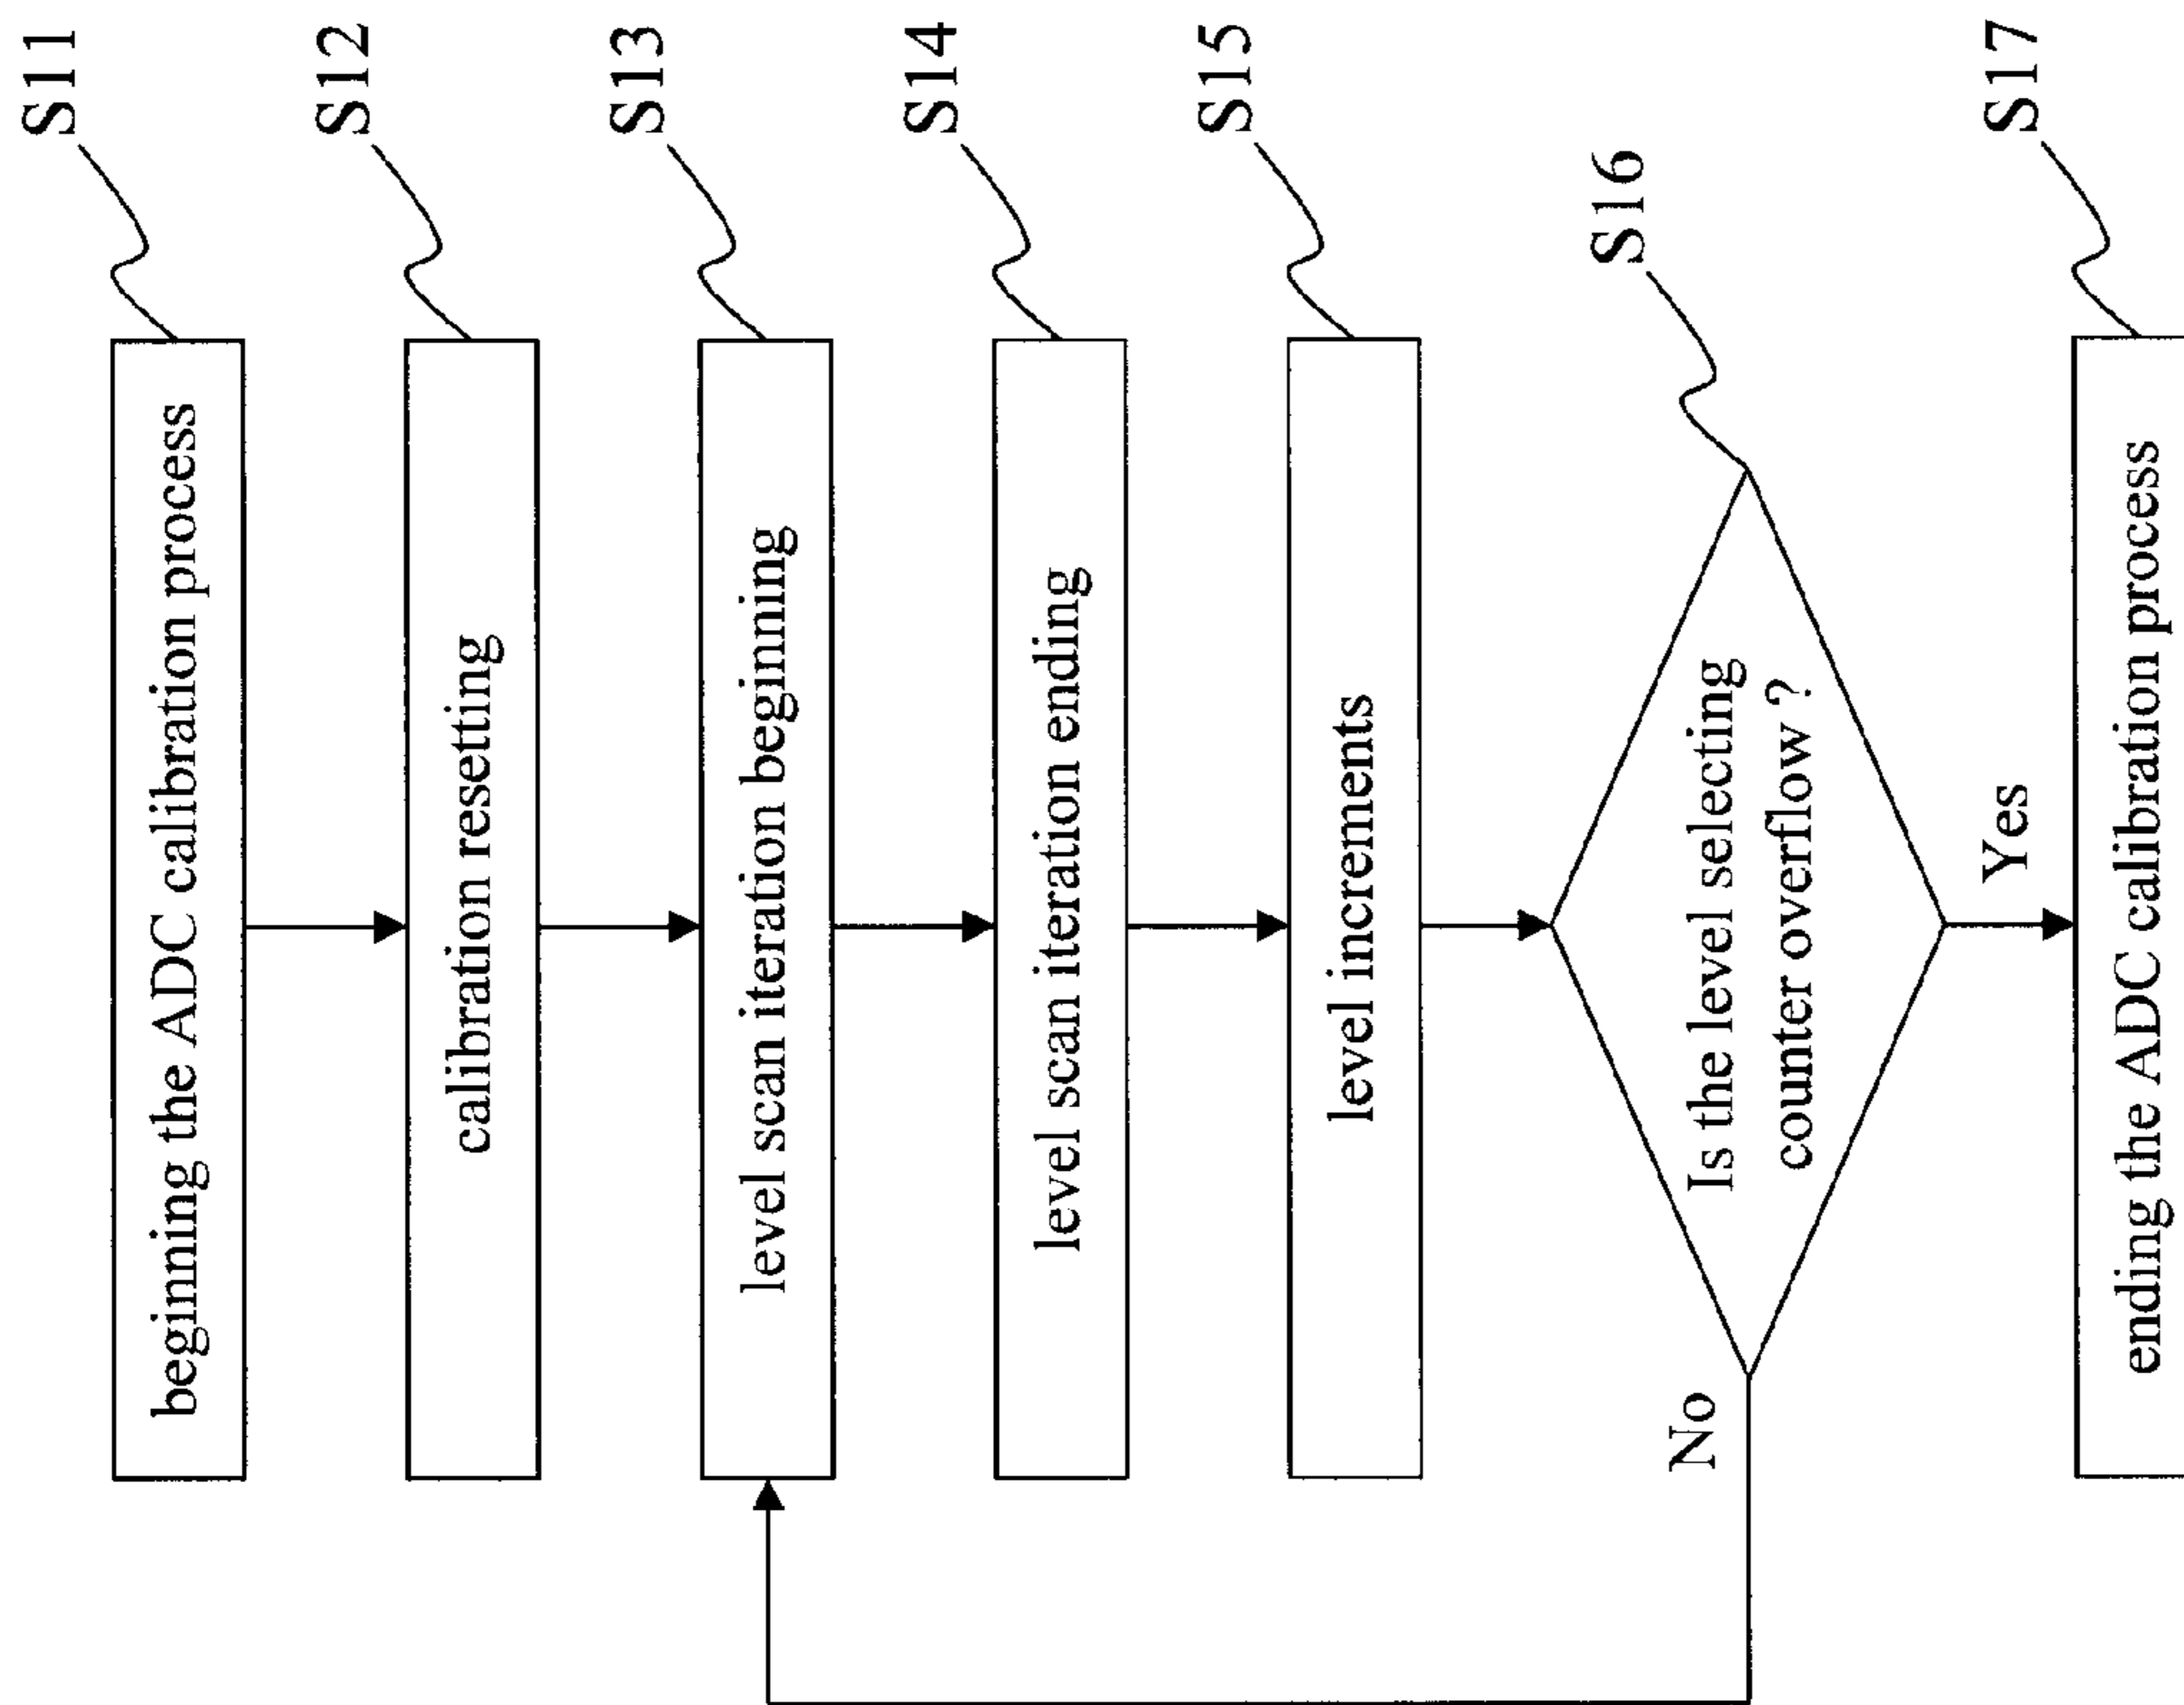 S11
beginning the ADC calibration process
S12
calibration resetting
S13
level scan iteration beginning
S14
level scan iteration ending
S15
level increments
S16
Is the level selecting
counter overflow ?
No
Yes
S17
ending the ADC calibration process